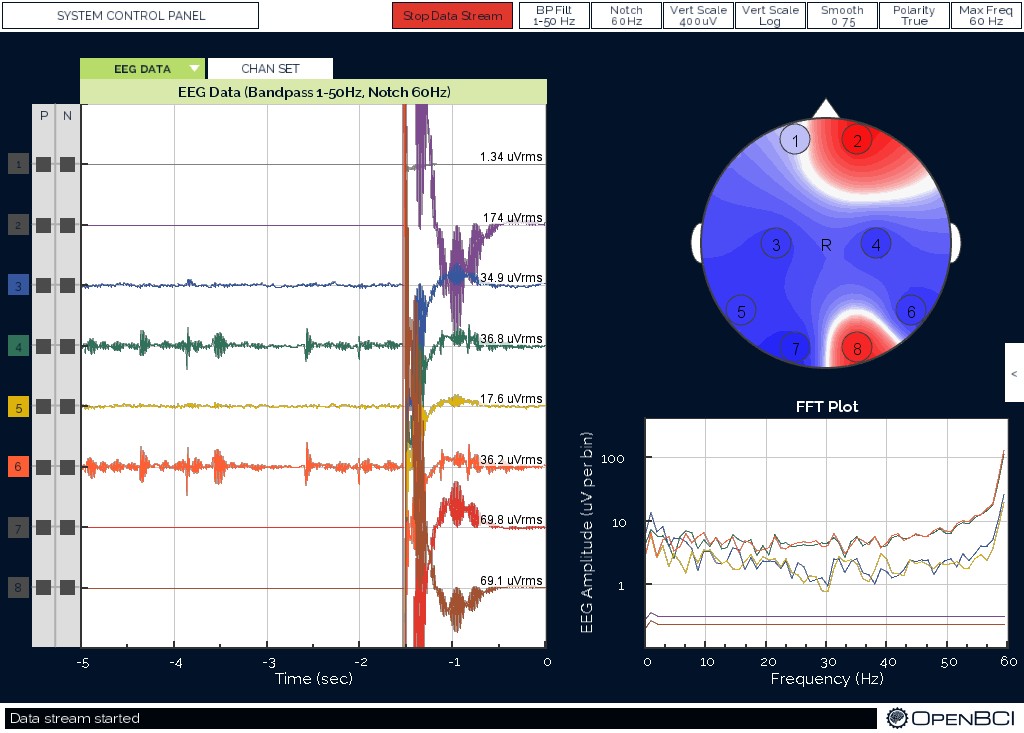 SYSTEM CONTROL PANEL
Stop Data Stream
BP Filt
1-50 Hz
Notch
60Hz
Vert Scale
400uV
Vert Scale
Log
Smooth
0.75
Polarity
True
Max Freq
60 Hz
EEG DATA
CHAN SET
EEG Data (Bandpass 1-50Hz, Notch 60Hz)
P N
1
1.34 uVrms
2
174 uVrms
3
34.9 uVrms
4
36.8 uVrms
5
17.6 uVrms
6
36.2 uVrms
7
69.8 uVrms
8
69.1 uVrms
-5 -4 -3 -2 -1 0
Time (sec)
1 2
3 R 4
5 6
7 8
<
FFT Plot
EEG Amplitude (uV per bin)
100
10
1
0 10 20 30 40 50 60
Frequency (Hz)
Data stream started
OPENBCI